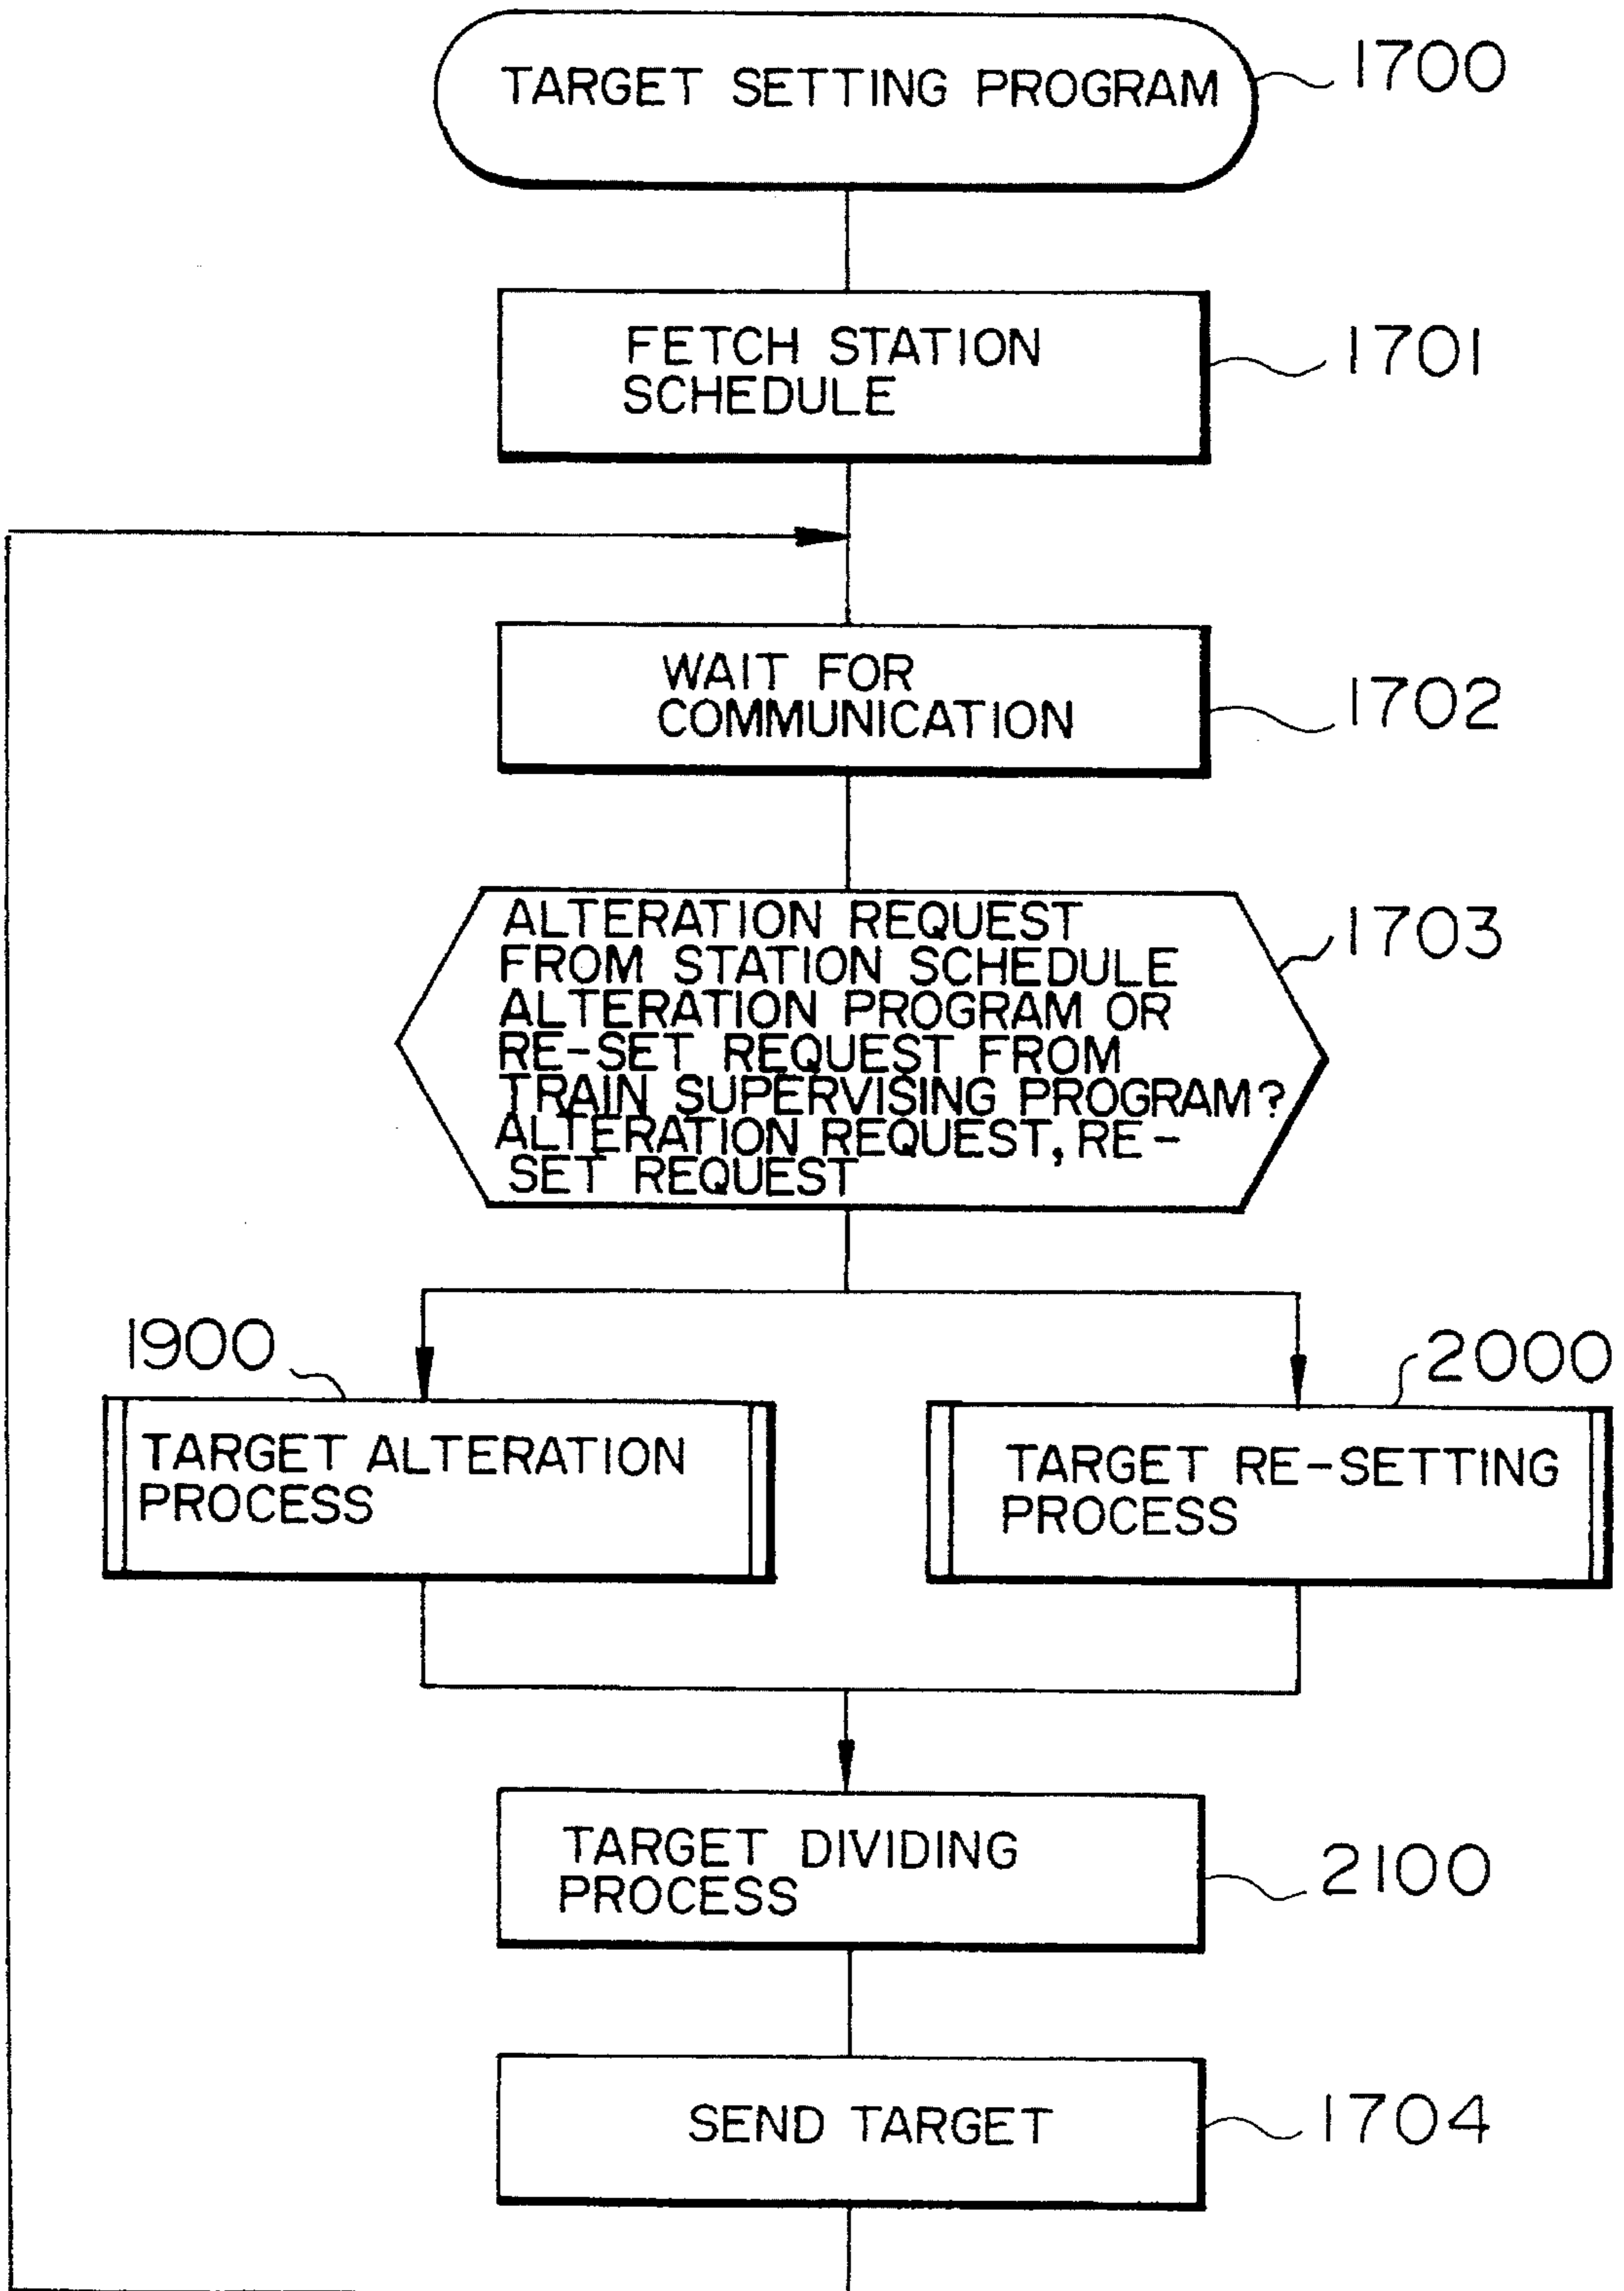 TARGET SETTING PROGRAM
1700
FETCH STATION
SCHEDULE
1701
WAIT FOR
COMMUNICATION
1702
ALTERATION REQUEST
FROM STATION SCHEDULE
ALTERATION PROGRAM OR
RE-SET REQUEST FROM
TRAIN SUPERVISING PROGRAM?
ALTERATION REQUEST, RE-
SET REQUEST
1703
1900
TARGET ALTERATION
PROCESS
2000
TARGET RE-SETTING
PROCESS
TARGET DIVIDING
PROCESS
2100
SEND TARGET
1704